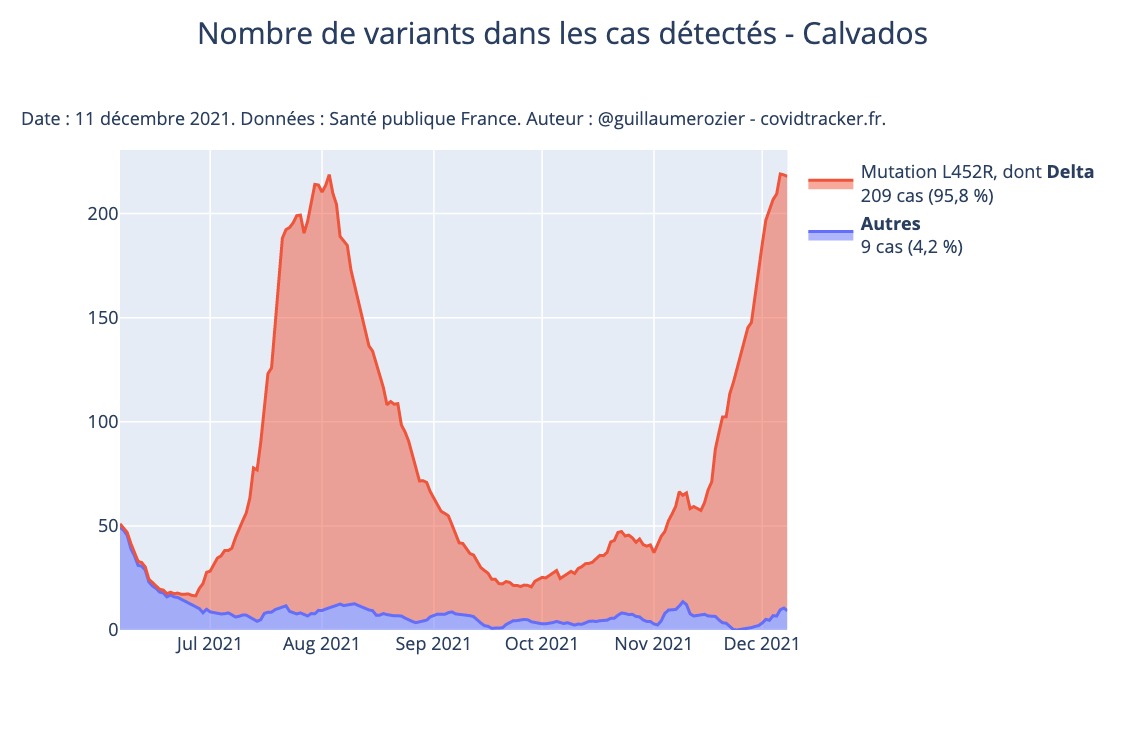 Nombre de variants dans les cas détectés - Calvados
Date : 11 décembre 2021. Données : Santé publique France. Auteur : @guillaumerozier - covidtracker.fr.
Mutation L452R, dont Delta
209 cas (95,8 %)
Autres
9 cas (4,2 %)
200
150
100
50
0
Jul 2021
Aug 2021
Sep 2021
Oct 2021
Nov 2021
Dec 2021